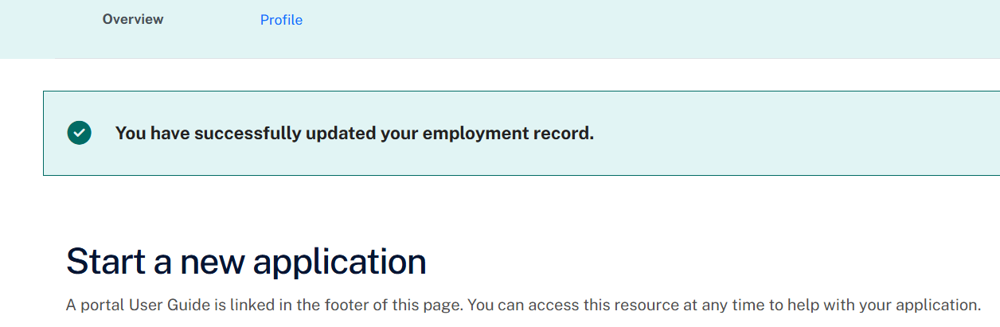 Overview Profile
You have successfully updated your employment record.
Start a new application
A portal User Guide is linked in the footer of this page. You can access this resource at any time to help with your application.